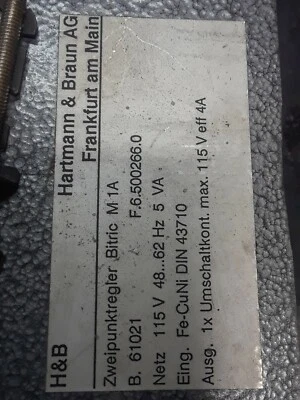 H&B Hartmann & Braun AG
Frankfurt am Main
Zweipunktregler Bitric M 1A
B. 61021 F.6.500266.0
Netz 115 V 48...62 Hz 5 VA
Eing. Fe-CuNi DIN 43710
Ausg. 1x Umschaltkont. max. 115 V eff 4A